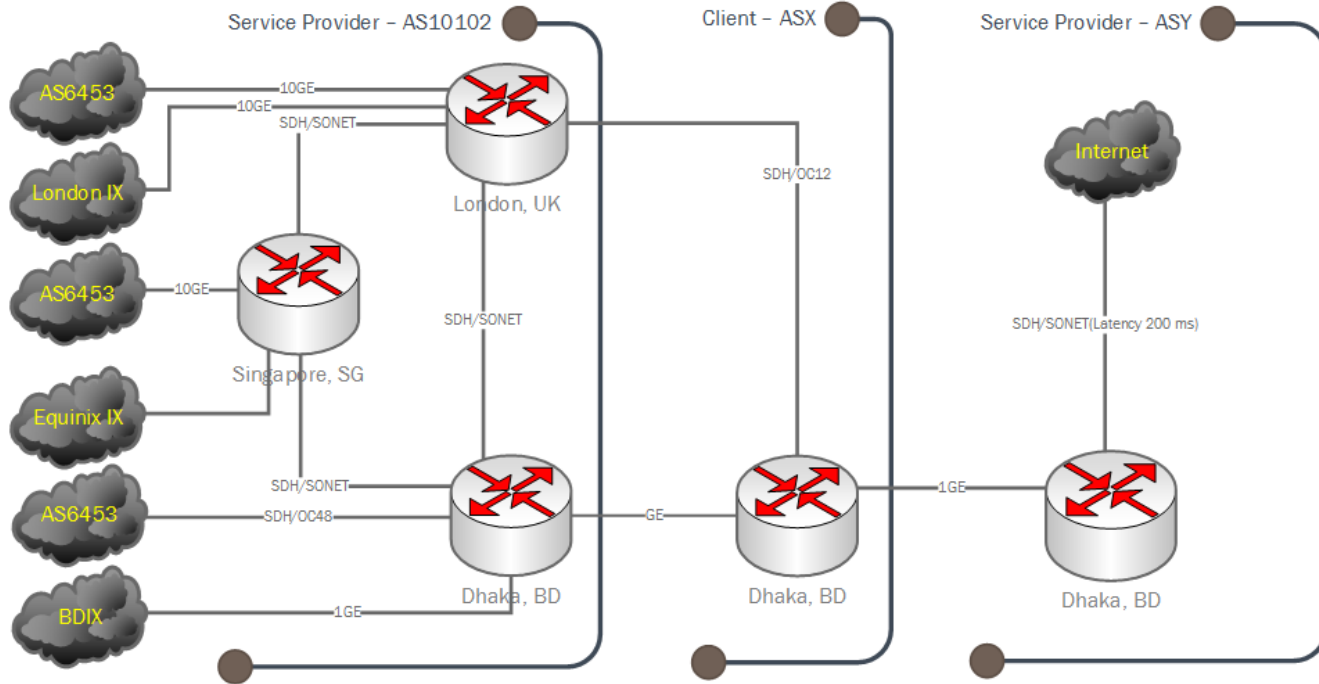 Service Provider – AS10102
Client – ASX
Service Provider – ASY
AS6453
10GE
London IX
10GE
SDH/SONET
London, UK
SDH/OC12
Internet
AS6453
10GE
Singapore, SG
SDH/SONET
SDH/SONET(Latency 200 ms)
Equinix IX
SDH/SONET
AS6453
SDH/OC48
GE
1GE
Dhaka, BD
Dhaka, BD
Dhaka, BD
BDIX
1GE